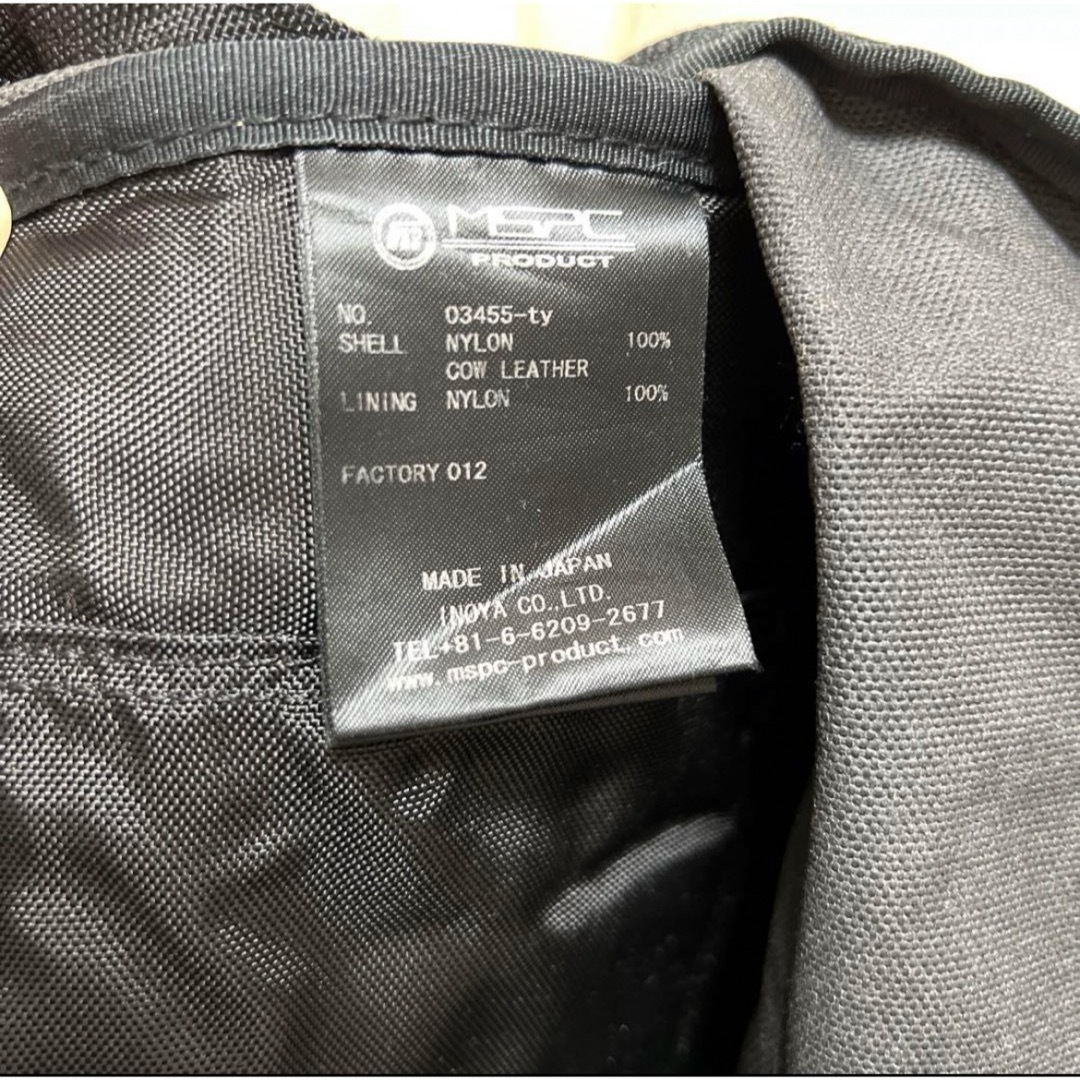 MSPC
PRODUCT
NO. 03455-ty
SHELL NYLON 100%
COW LEATHER
LINING NYLON 100%
FACTORY 012
MADE IN JAPAN
INOYA CO.,LTD.
TEL+81-6-6209-2677
www.mspc-product.com